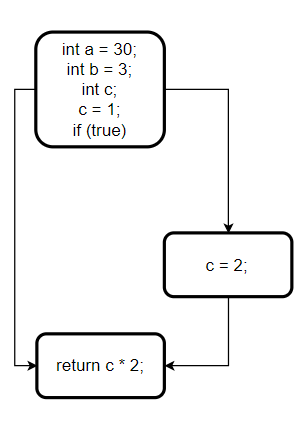 int a = 30;
int b = 3;
int c;
c = 1;
if (true)
c = 2;
return c * 2;